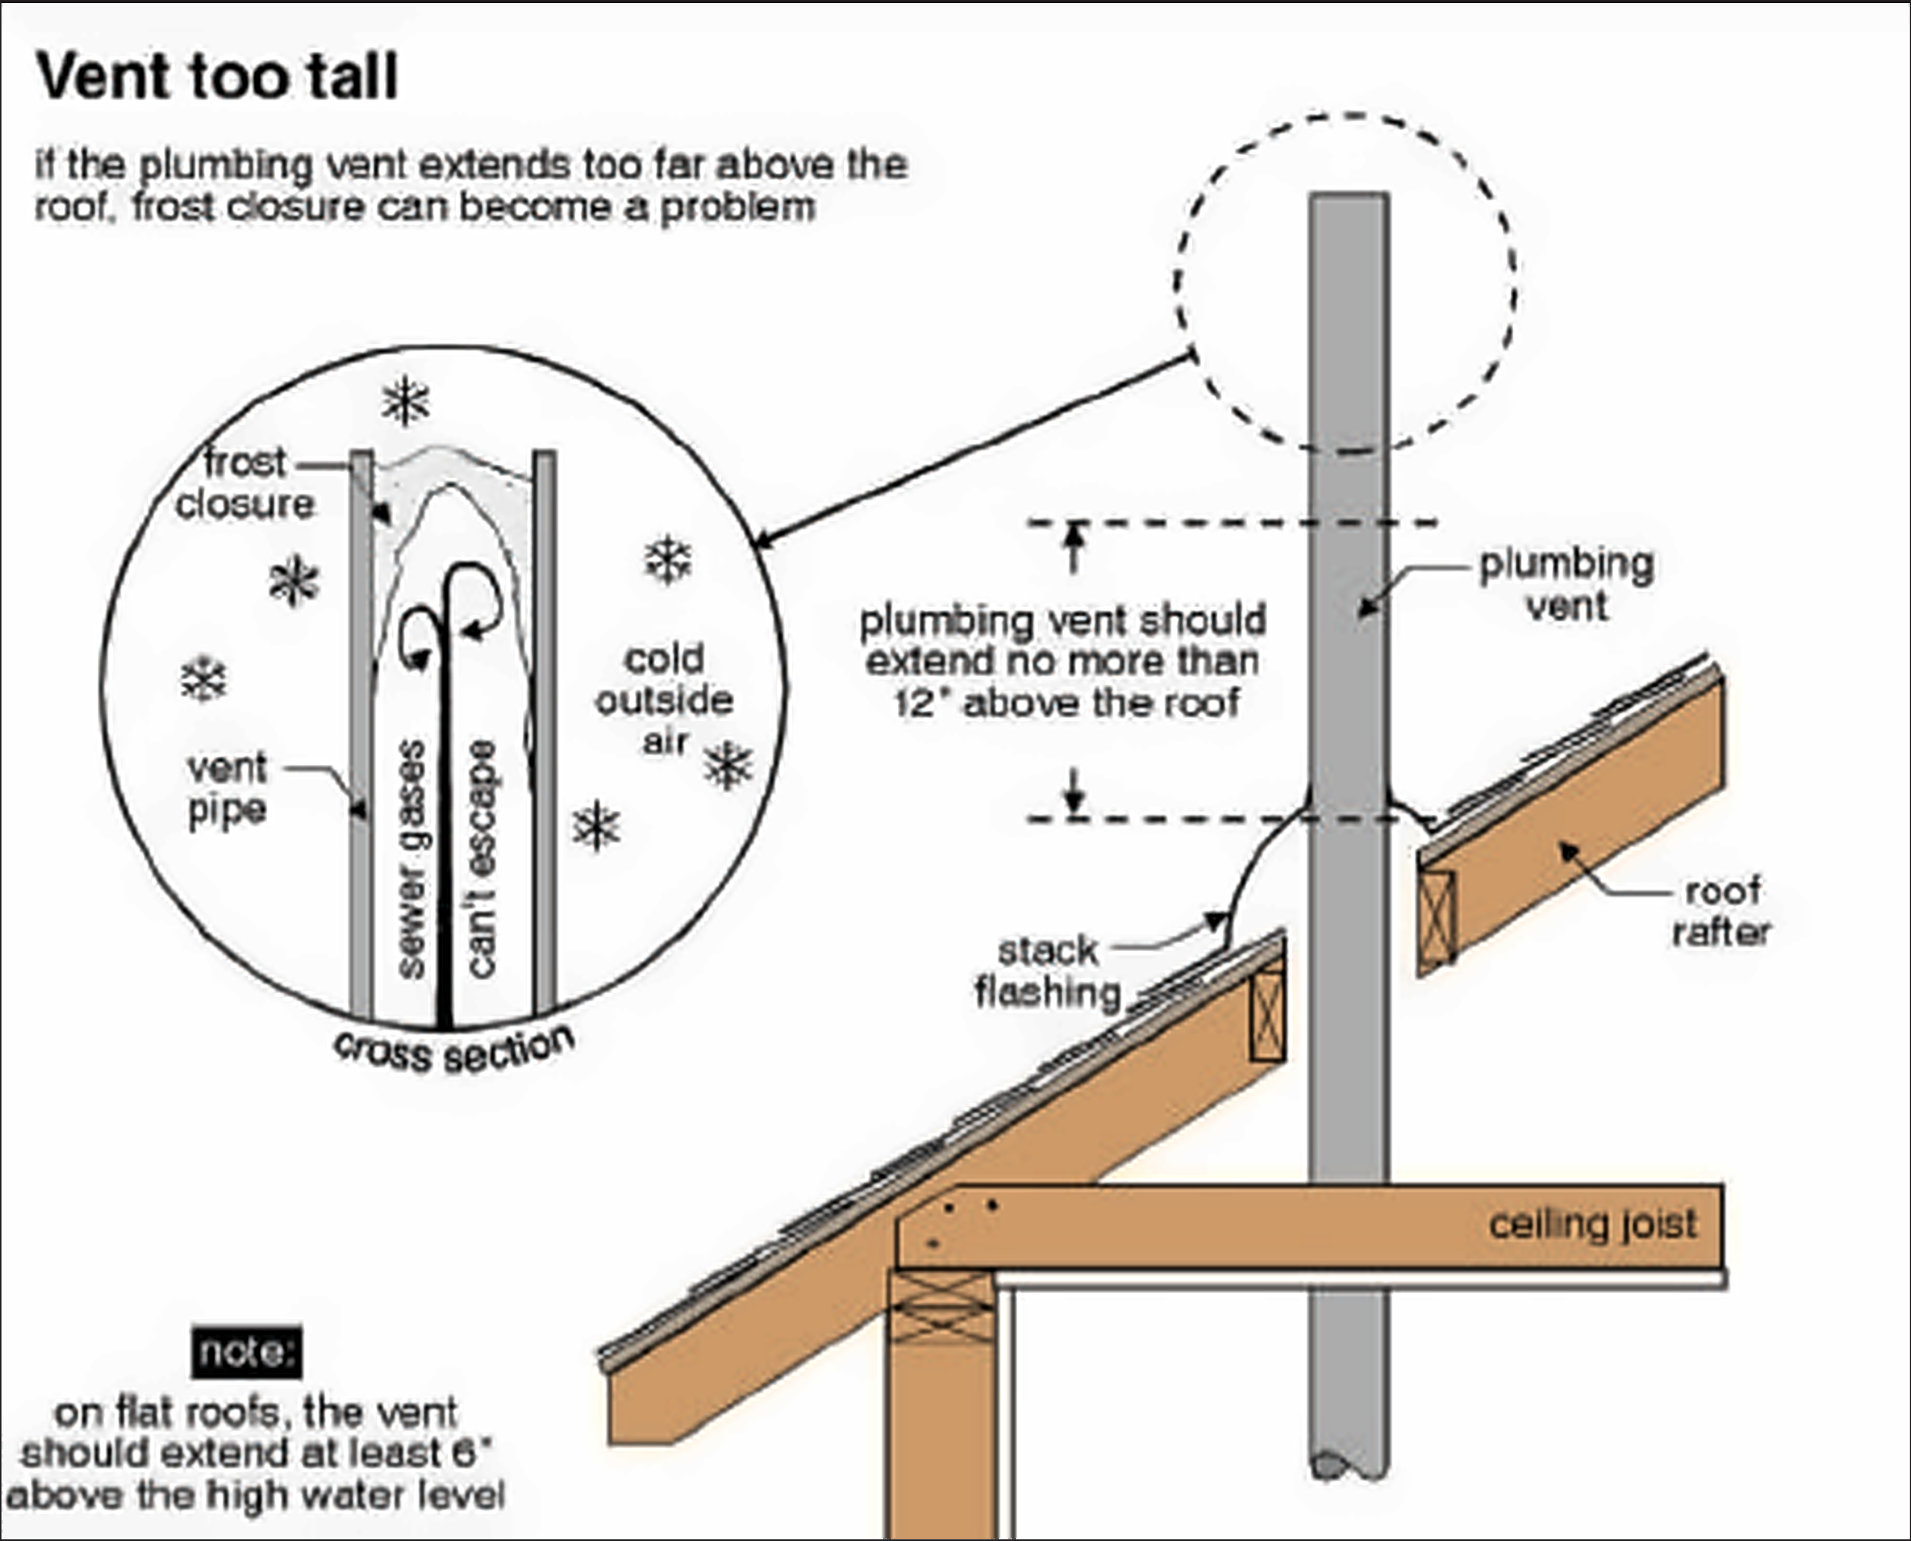 Vent too tall
if the plumbing vent extends too far above the
roof, frost closure can become a problem
frost
closure
vent
pipe
sewer gases
can't escape
cold
outside
air
cross section
plumbing vent should
extend no more than
12" above the roof
plumbing
vent
stack
flashing
roof
rafter
ceiling joist
note:
on flat roofs, the vent
should extend at least 6"
above the high water level